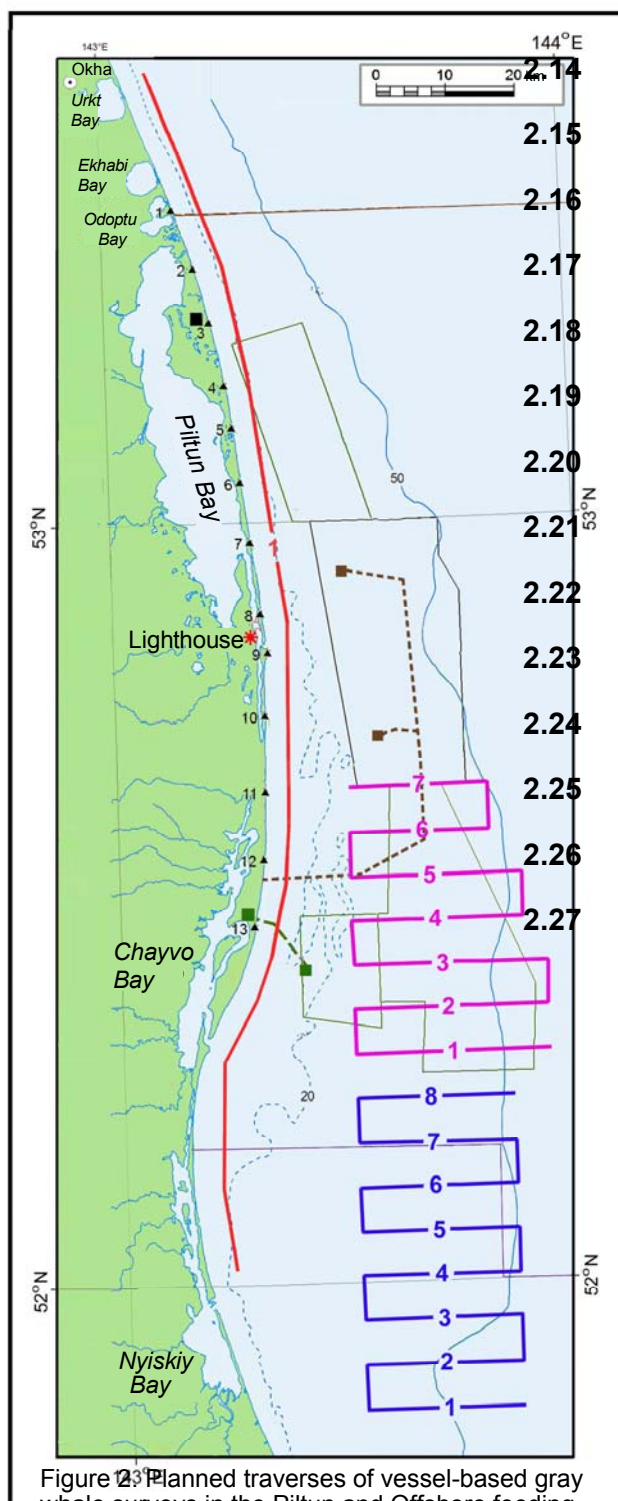 143°E
144°E
Okha
0 10 20 km
2.14
Urkt
Bay
2.15
Ekhabi
Bay
2.16
1
Odoptu
Bay
2.17
2
3
2.18
4
2.19
5
Piltun Bay
50
2.20
6
53°N
53°N
2.21
7
1
2.22
8
Lighthouse
9
2.23
10
2.24
11
7
2.25
6
12
5
2.26
13
4
2.27
Chayvo
Bay
3
2
1
20
8
7
6
5
4
52°N
52°N
3
Nyiskiy
Bay
2
1
143°E
Figure 2. Planned traverses of vessel-based gray
whale surveys in the Piltun and Offshore feeding